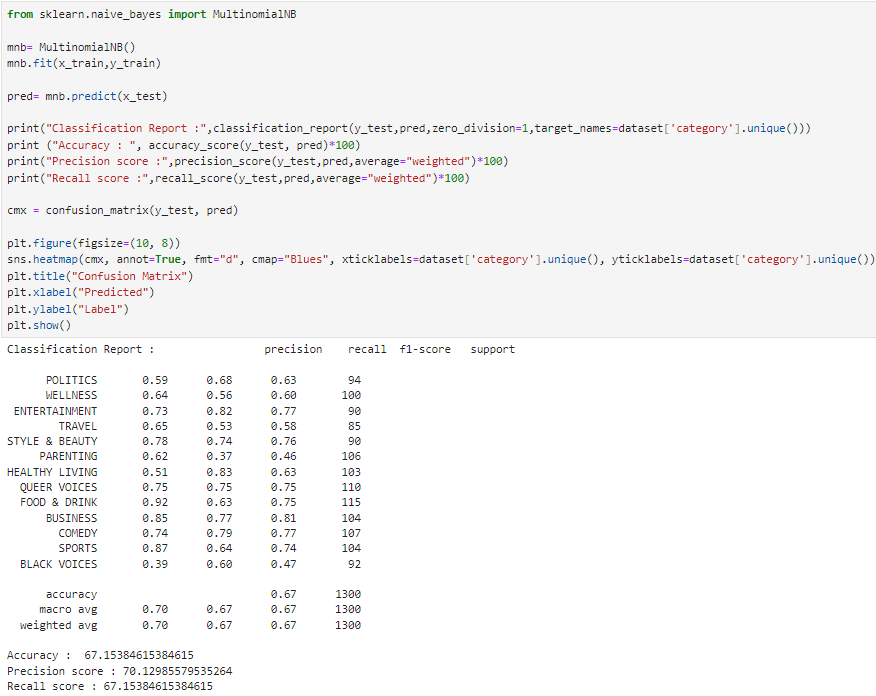 from sklearn.naive_bayes import MultinomialNB
mnb= MultinomialNB()
mnb.fit(x_train,y_train)
pred= mnb.predict(x_test)
print("Classification Report :",classification_report(y_test,pred,zero_division=1,target_names=dataset['category'].unique()))
print ("Accuracy : ", accuracy_score(y_test, pred)*100)
print("Precision score :",precision_score(y_test,pred,average="weighted")*100)
print("Recall score :",recall_score(y_test,pred,average="weighted")*100)
cmx = confusion_matrix(y_test, pred)
plt.figure(figsize=(10, 8))
sns.heatmap(cmx, annot=True, fmt="d", cmap="Blues", xticklabels=dataset['category'].unique(), yticklabels=dataset['category'].unique())
plt.title("Confusion Matrix")
plt.xlabel("Predicted")
plt.ylabel("Label")
plt.show()
Classification Report : precision recall f1-score support
POLITICS 0.59 0.68 0.63 94
WELLNESS 0.64 0.56 0.60 100
ENTERTAINMENT 0.73 0.82 0.77 90
TRAVEL 0.65 0.53 0.58 85
STYLE & BEAUTY 0.78 0.74 0.76 90
PARENTING 0.62 0.37 0.46 106
HEALTHY LIVING 0.51 0.83 0.63 103
QUEER VOICES 0.75 0.75 0.75 110
FOOD & DRINK 0.92 0.63 0.75 115
BUSINESS 0.85 0.77 0.81 104
COMEDY 0.74 0.79 0.77 107
SPORTS 0.87 0.64 0.74 104
BLACK VOICES 0.39 0.60 0.47 92
accuracy 0.67 1300
macro avg 0.70 0.67 0.67 1300
weighted avg 0.70 0.67 0.67 1300
Accuracy : 67.15384615384615
Precision score : 70.12985579535264
Recall score : 67.15384615384615